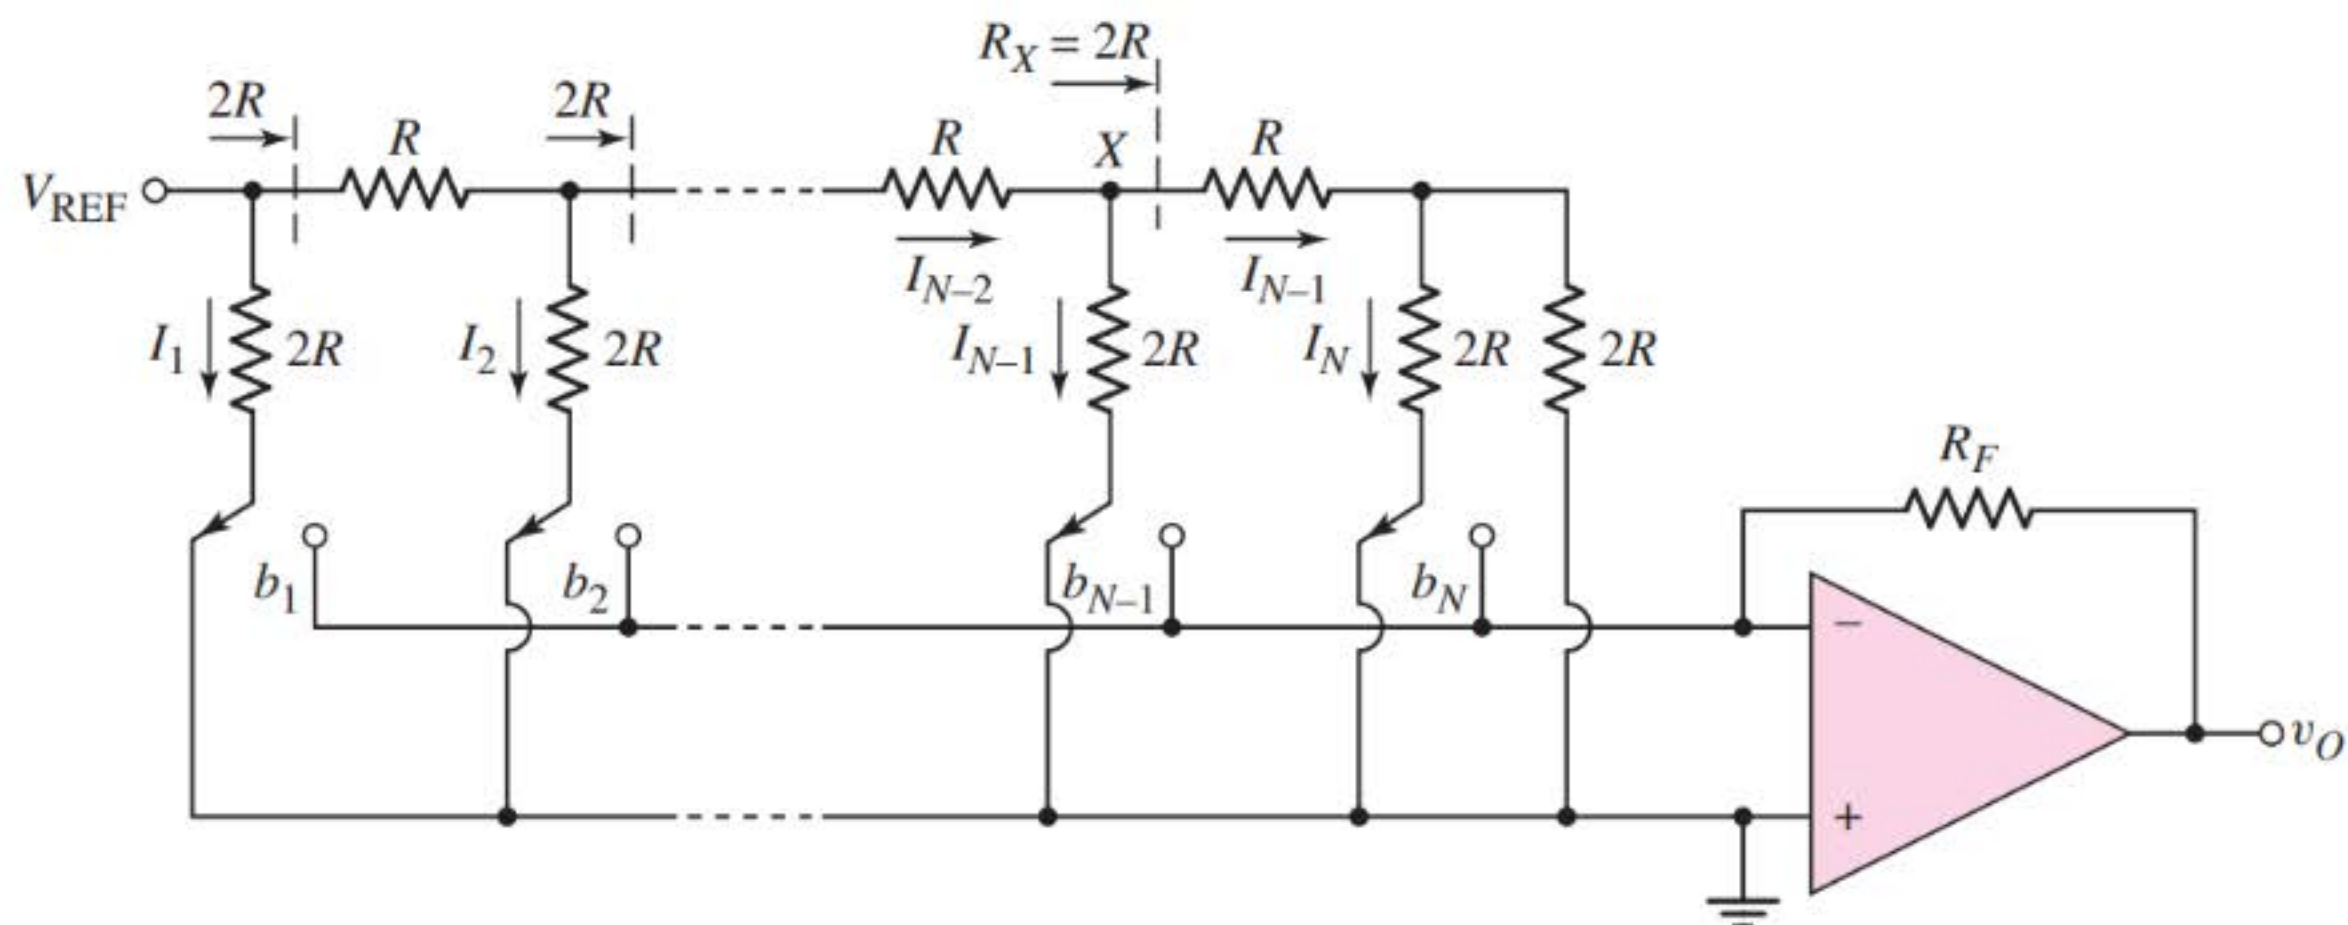 R_X = 2R
2R
2R
R
R
X
R
V_REF
I_{N–2}
I_{N–1}
I_1
2R
I_2
2R
I_{N–1}
2R
I_N
2R
2R
R_F
b_1
b_2
b_{N–1}
b_N
–
v_O
+